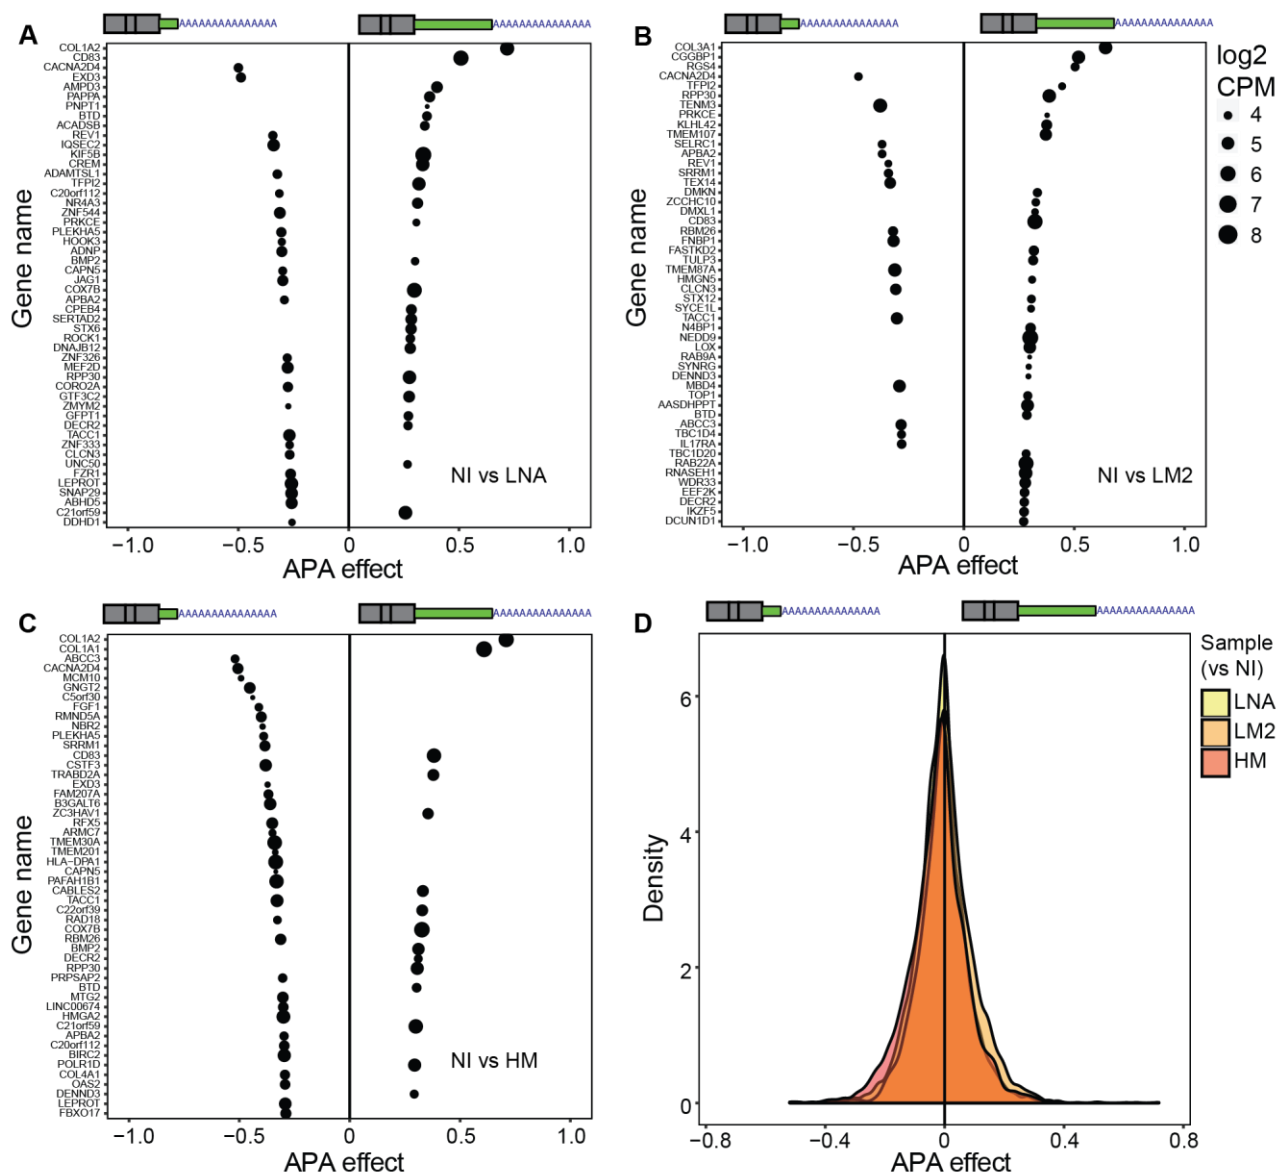 A
AAAAAAAAAAAAAAA
AAAAAAAAAAAAAAA
COL1A2
CD83
CACNA2D4
EXD3
AMPD3
PAPPA
PNPT1
BTD
ACADSB
REV1
IQSEC2
KIF5B
CREM
ADAMTSL1
TFPI2
C20orf112
NR4A3
ZNF544
PRKCE
PLEKHA5
HOOK3
ADNP
BMP2
CAPN5
JAG1
COX7B
APBA2
CPEB4
SERTAD2
STX6
ROCK1
DNAJB12
ZNF326
MEF2D
RPP30
CORO2A
GTF3C2
ZMYM2
GFPT1
DECR2
TACC1
ZNF333
CLCN3
UNC50
FZR1
LEPROT
SNAP29
ABHD5
C21orf59
DDHD1
Gene name
NI vs LNA
−1.0 −0.5 0 0.5 1.0
APA effect
B
AAAAAAAAAAAAAAA
AAAAAAAAAAAAAAA
COL3A1
CGGBP1
RGS4
CACNA2D4
TFPI2
RPP30
TENM3
PRKCE
KLHL42
TMEM107
SELRC1
APBA2
REV1
SRRM1
TEX14
DMKN
ZCCHC10
DMXL1
CD83
RBM26
FNBP1
FASTKD2
TULP3
TMEM87A
HMGN5
CLCN3
STX12
SYCE1L
TACC1
N4BP1
NEDD9
LOX
RAB9A
SYNRG
DENND3
MBD4
TOP1
AASDHPPT
BTD
ABCC3
TBC1D4
IL17RA
TBC1D20
RAB22A
RNASEH1
WDR33
EEF2K
DECR2
IKZF5
DCUN1D1
Gene name
NI vs LM2
−1.0 −0.5 0 0.5 1.0
APA effect
log2
CPM
4
5
6
7
8
C
AAAAAAAAAAAAAAA
AAAAAAAAAAAAAAA
COL1A2
COL1A1
ABCC3
CACNA2D4
MCM10
GNGT2
C5orf30
FGF1
RMND5A
NBR2
PLEKHA5
SRRM1
CD83
CSTF3
TRABD2A
EXD3
FAM207A
B3GALT6
ZC3HAV1
RFX5
ARMC7
TMEM30A
TMEM201
HLA−DPA1
CAPN5
PAFAH1B1
CABLES2
TACC1
C22orf39
RAD18
COX7B
RBM26
BMP2
DECR2
RPP30
PRPSAP2
BTD
MTG2
LINC00674
HMGA2
C21orf59
APBA2
C20orf112
BIRC2
POLR1D
COL4A1
OAS2
DENND3
LEPROT
FBXO17
Gene name
NI vs HM
−1.0 −0.5 0 0.5 1.0
APA effect
D
AAAAAAAAAAAAAAA
AAAAAAAAAAAAAAA
6
4
2
0
Density
−0.8 −0.4 0 0.4 0.8
APA effect
Sample
(vs NI)
LNA
LM2
HM